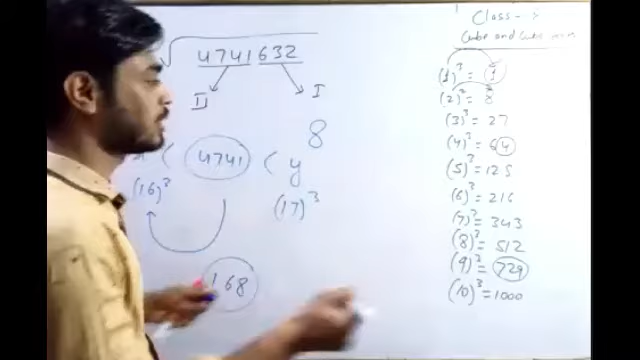 4741632
II
I
8
( 4741 ( y
(16)³
(17)³
168
Class-7
Cube and Cube
(1)³ = 1
(2)³ = 8
(3)³ = 27
(4)³ = 64
(5)³ = 125
(6)³ = 216
(7)³ = 343
(8)³ = 512
(9)³ = 729
(10)³ = 1000